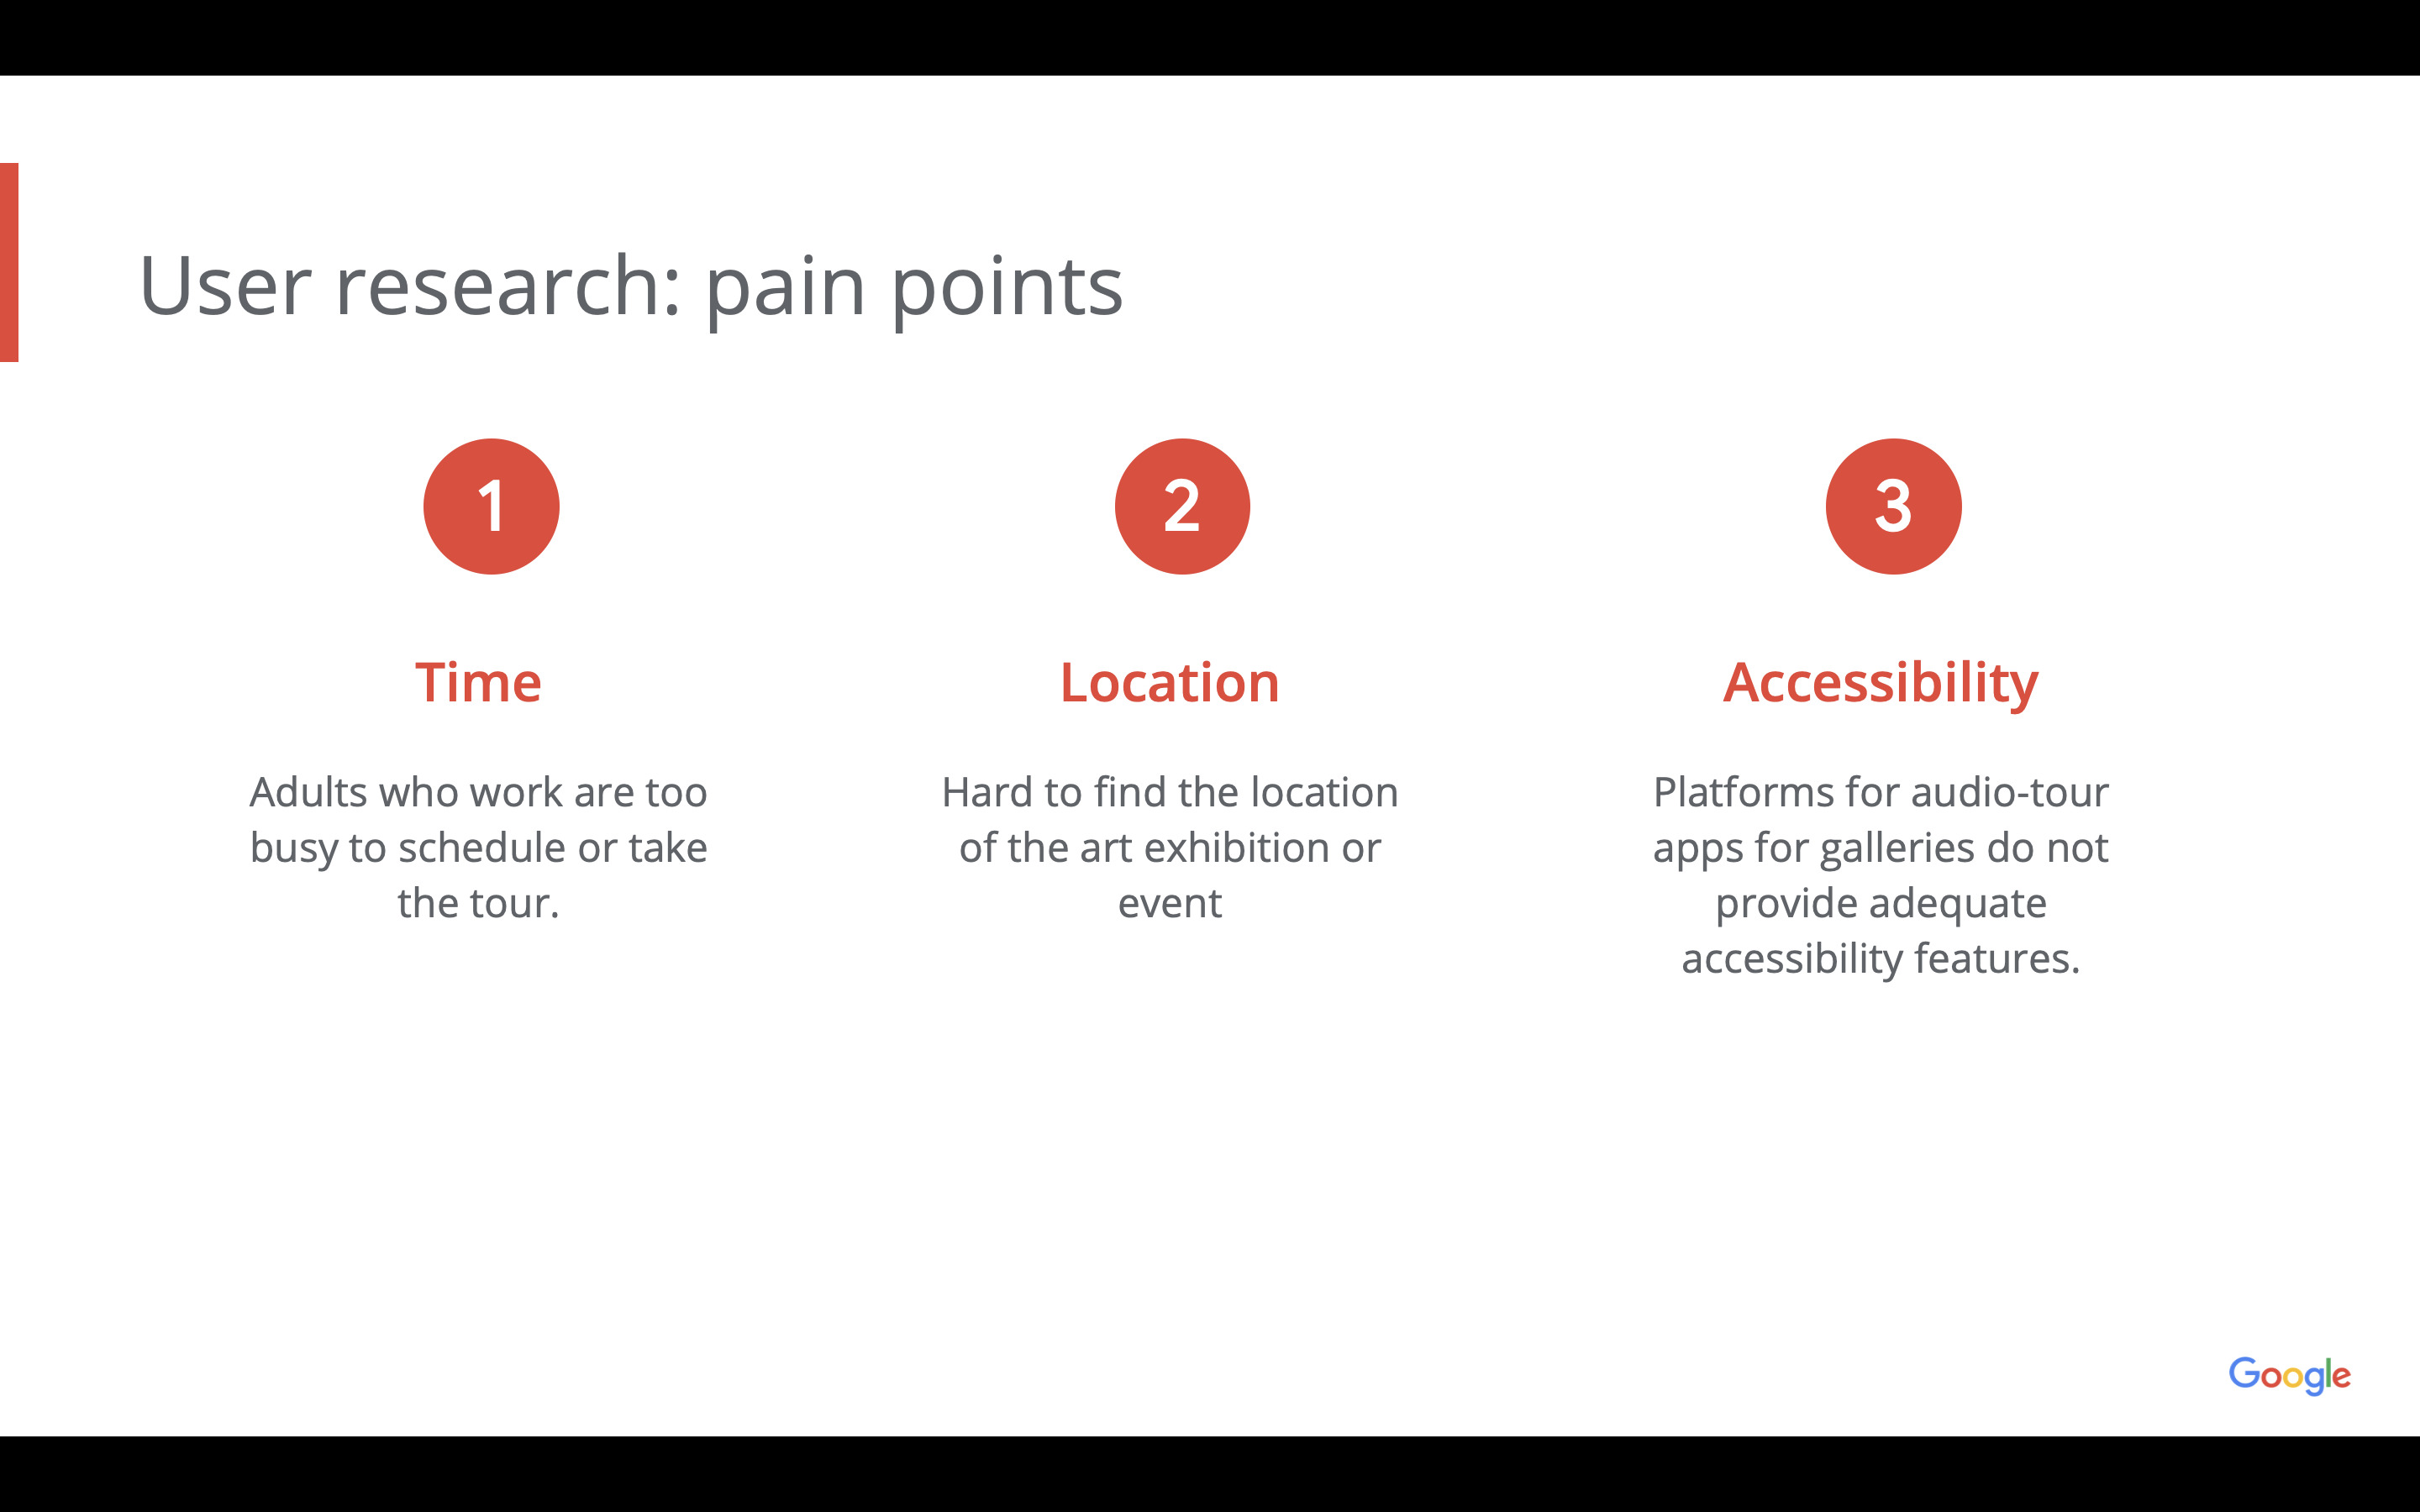 User research: pain points
1
2
3
Time
Adults who work are too
busy to schedule or take
the tour.
Location
Hard to find the location
of the art exhibition or
event
Accessibility
Platforms for audio-tour
apps for galleries do not
provide adequate
accessibility features.
Google